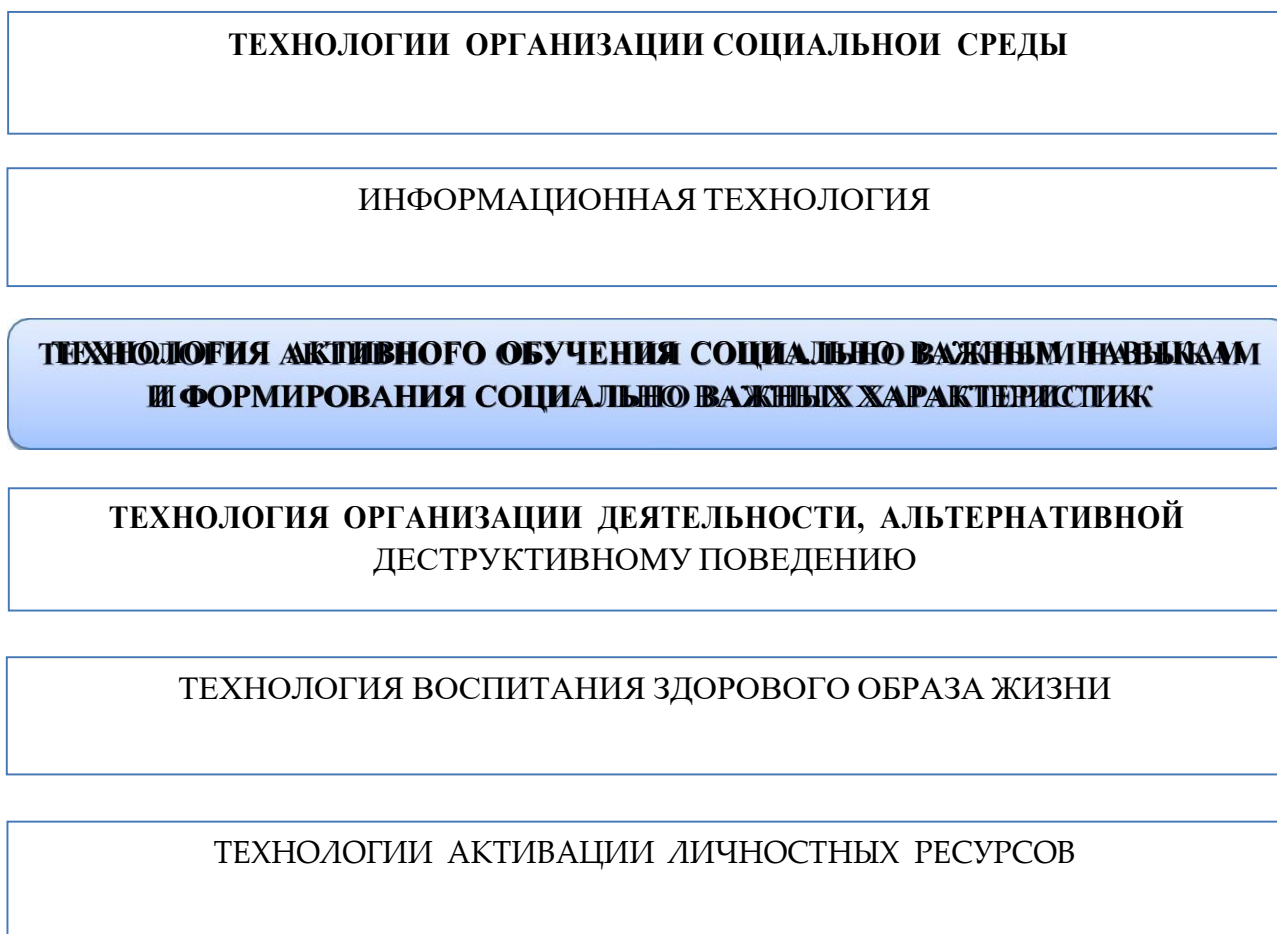 ТЕХНОЛОГИИ ОРГАНИЗАЦИИ СОЦИАЛЬНОИ СРЕДЫ
ИНФОРМАЦИОННАЯ ТЕХНОЛОГИЯ
ТЕХНОЛОГИЯ АКТИВНОГО ОБУЧЕНИЯ СОЦИАЛЬНО ВАЖНЫМ НАВЫКАМ
И ФОРМИРОВАНИЯ СОЦИАЛЬНО ВАЖНЫХ ХАРАКТЕРИСТИК
ТЕХНОЛОГИЯ ОРГАНИЗАЦИИ ДЕЯТЕЛЬНОСТИ, АЛЬТЕРНАТИВНОЙ
ДЕСТРУКТИВНОМУ ПОВЕДЕНИЮ
ТЕХНОЛОГИЯ ВОСПИТАНИЯ ЗДОРОВОГО ОБРАЗА ЖИЗНИ
ТЕХНОЛОГИИ АКТИВАЦИИ ЛИЧНОСТНЫХ РЕСУРСОВ